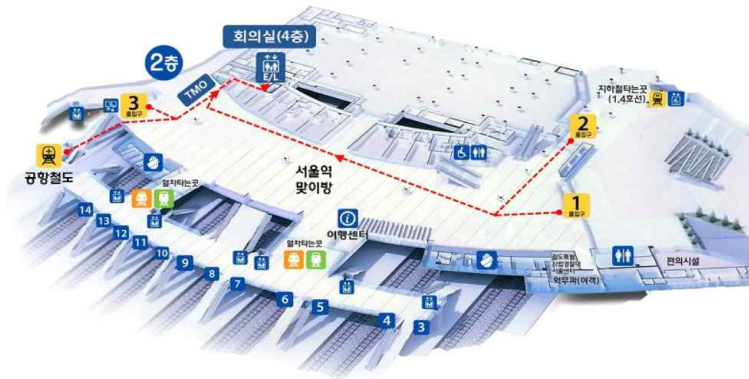 회의실(4층)
E/L
2층
TMO
3
출입구
지하철타는곳
(1,4호선)
2
출입구
공항철도
서울역
맞이방
1
출입구
열차타는곳
여행센터
열차타는곳
편의시설
역무과(여객)
14
13
12
11
10
9
8
7
6
5
4
3